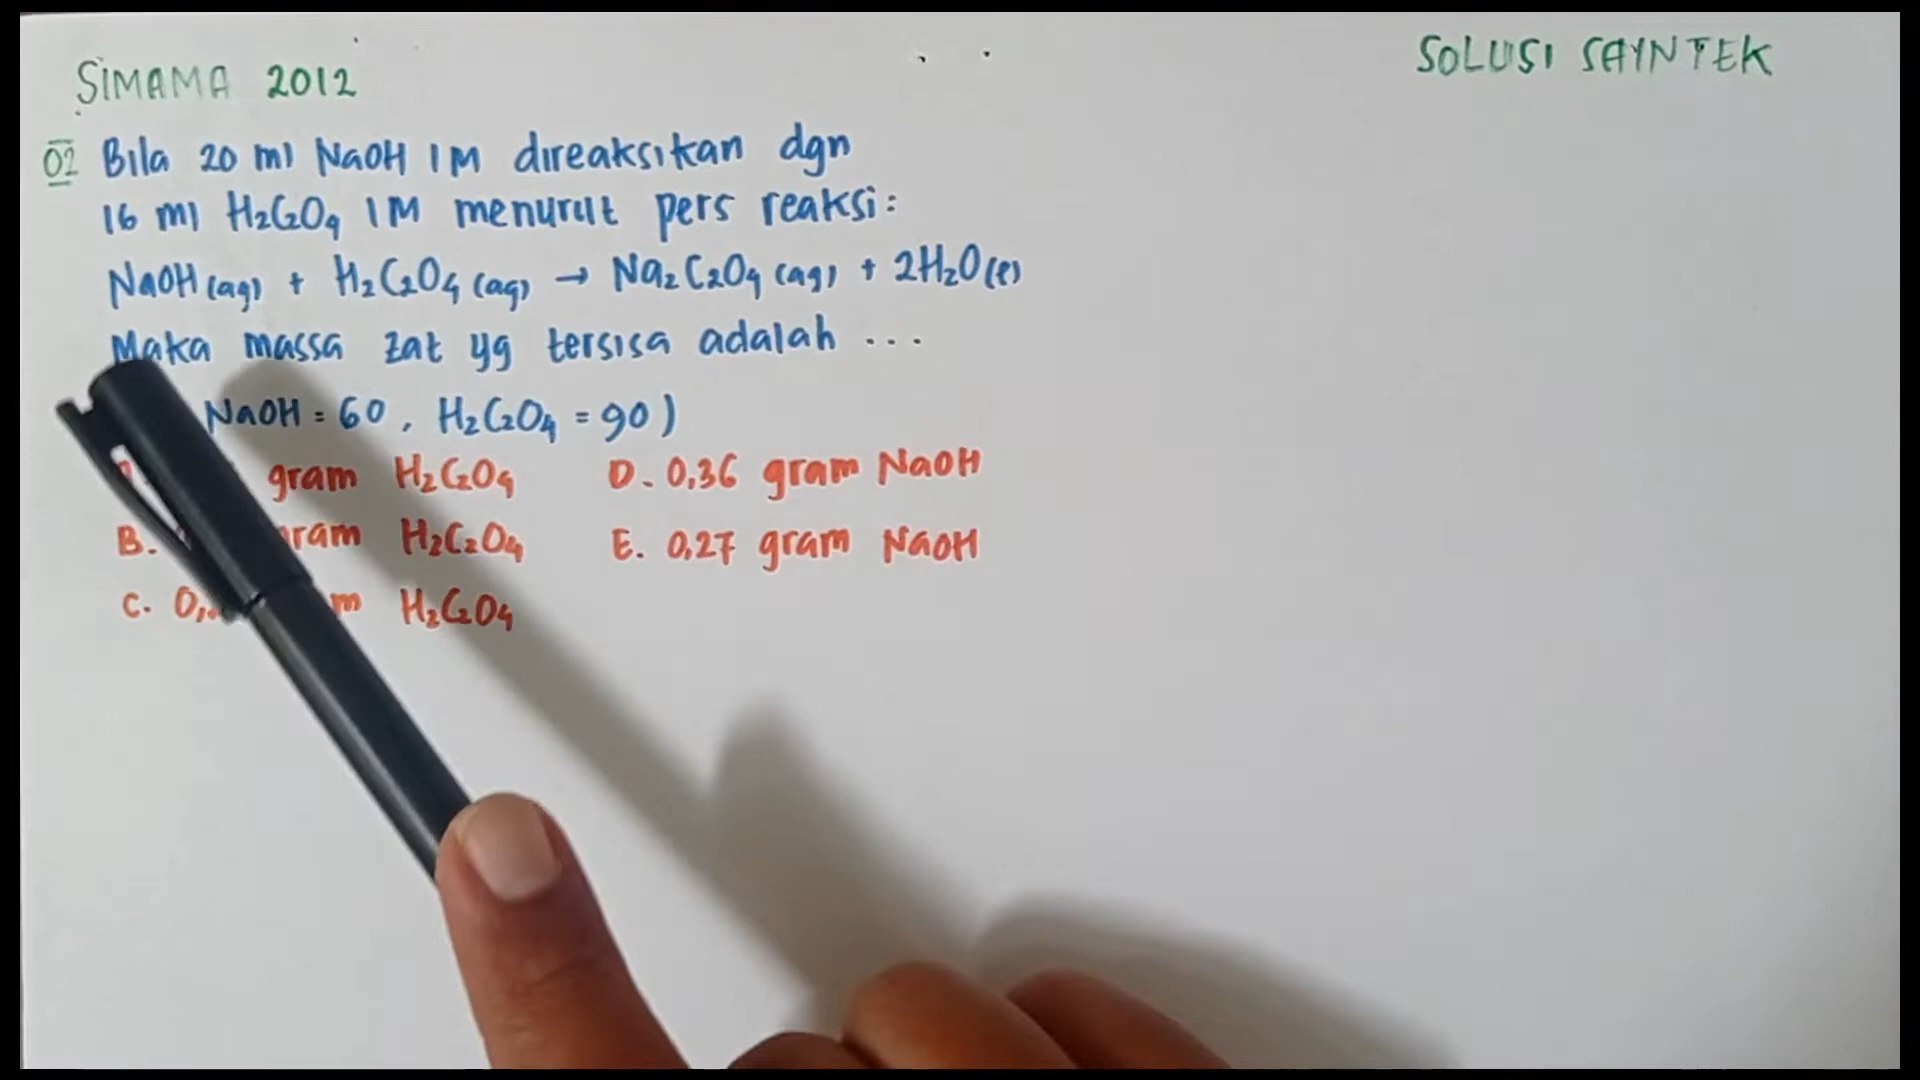 SIMAMA 2012
SOLUSI SAYNTEK
02 Bila 20 ml NaOH 1M direaksikan dgn
16 ml H₂C₂O₄ 1M menurut pers reaksi:
NaOH(aq) + H₂C₂O₄(aq) → Na₂C₂O₄(aq) + 2H₂O(l)
Maka massa zat yg tersisa adalah ...
NaOH = 60, H₂C₂O₄ = 90)
gram H₂C₂O₄
D. 0,36 gram NaOH
B. gram H₂C₂O₄
E. 0,27 gram NaOH
C. 0, H₂C₂O₄